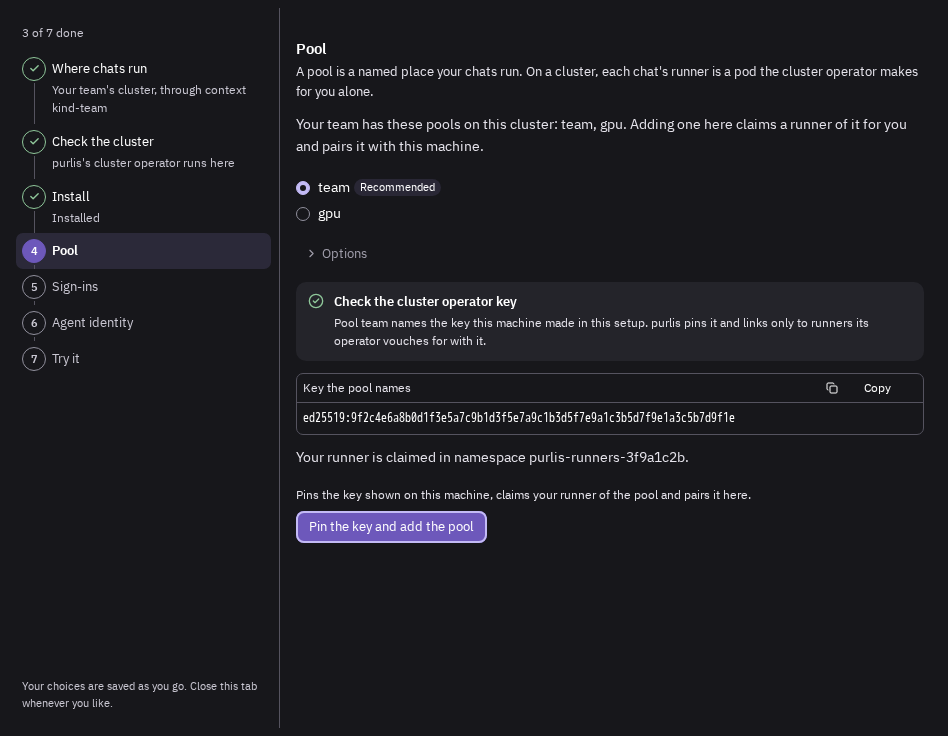 3 of 7 done
Where chats run
Your team's cluster, through context
kind-team
Check the cluster
purlis's cluster operator runs here
Install
Installed
4 Pool
5 Sign-ins
6 Agent identity
7 Try it
Your choices are saved as you go. Close this tab
whenever you like.
Pool
A pool is a named place your chats run. On a cluster, each chat's runner is a pod the cluster operator makes
for you alone.
Your team has these pools on this cluster: team, gpu. Adding one here claims a runner of it for you
and pairs it with this machine.
team Recommended
gpu
Options
Check the cluster operator key
Pool team names the key this machine made in this setup. purlis pins it and links only to runners its
operator vouches for with it.
Key the pool names Copy
ed25519:9f2c4e6a8b0d1f3e5a7c9b1d3f5e7a9c1b3d5f7e9a1c3b5d7f9e1a3c5b7d9f1e
Your runner is claimed in namespace purlis-runners-3f9a1c2b.
Pins the key shown on this machine, claims your runner of the pool and pairs it here.
Pin the key and add the pool